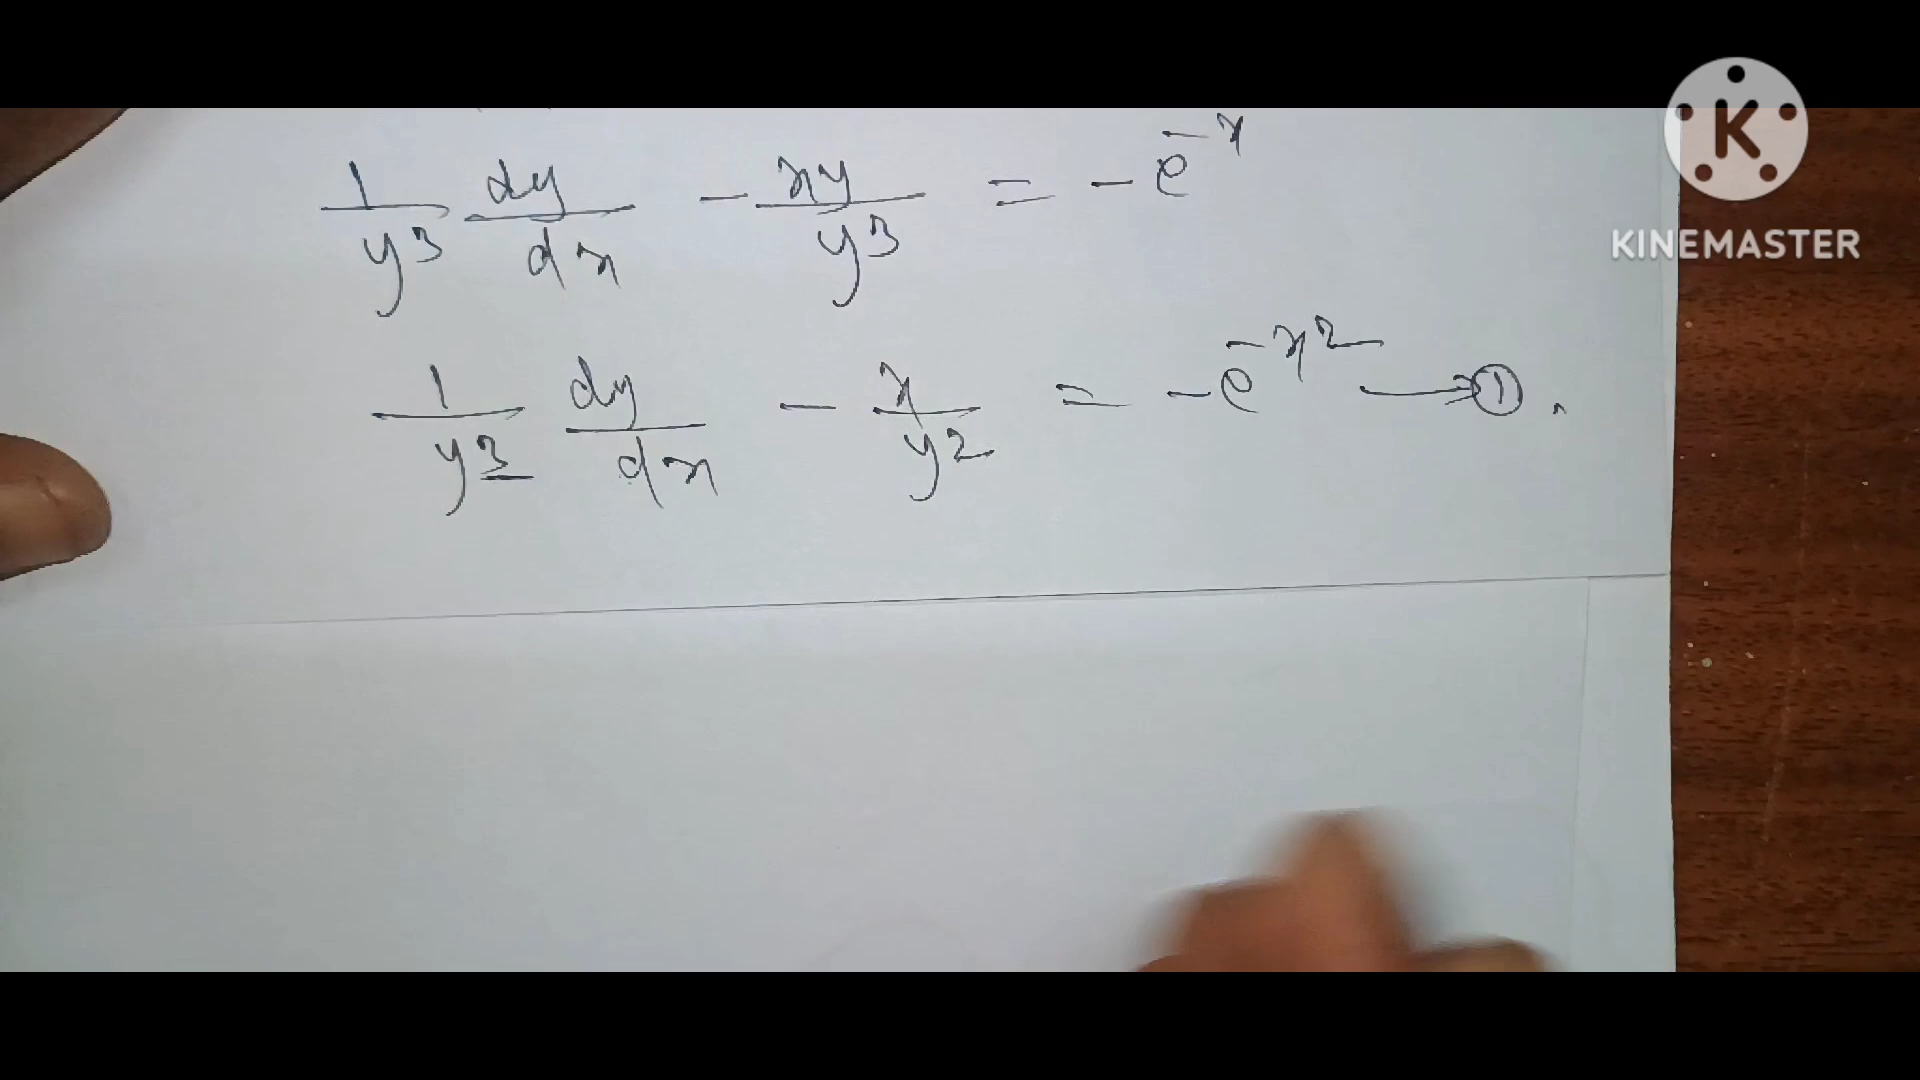 1/y3 dy/dx - xy/y3 = - e^-x
KINEMASTER
1/y3 dy/dx - x/y2 = - e^-x2 → ①.